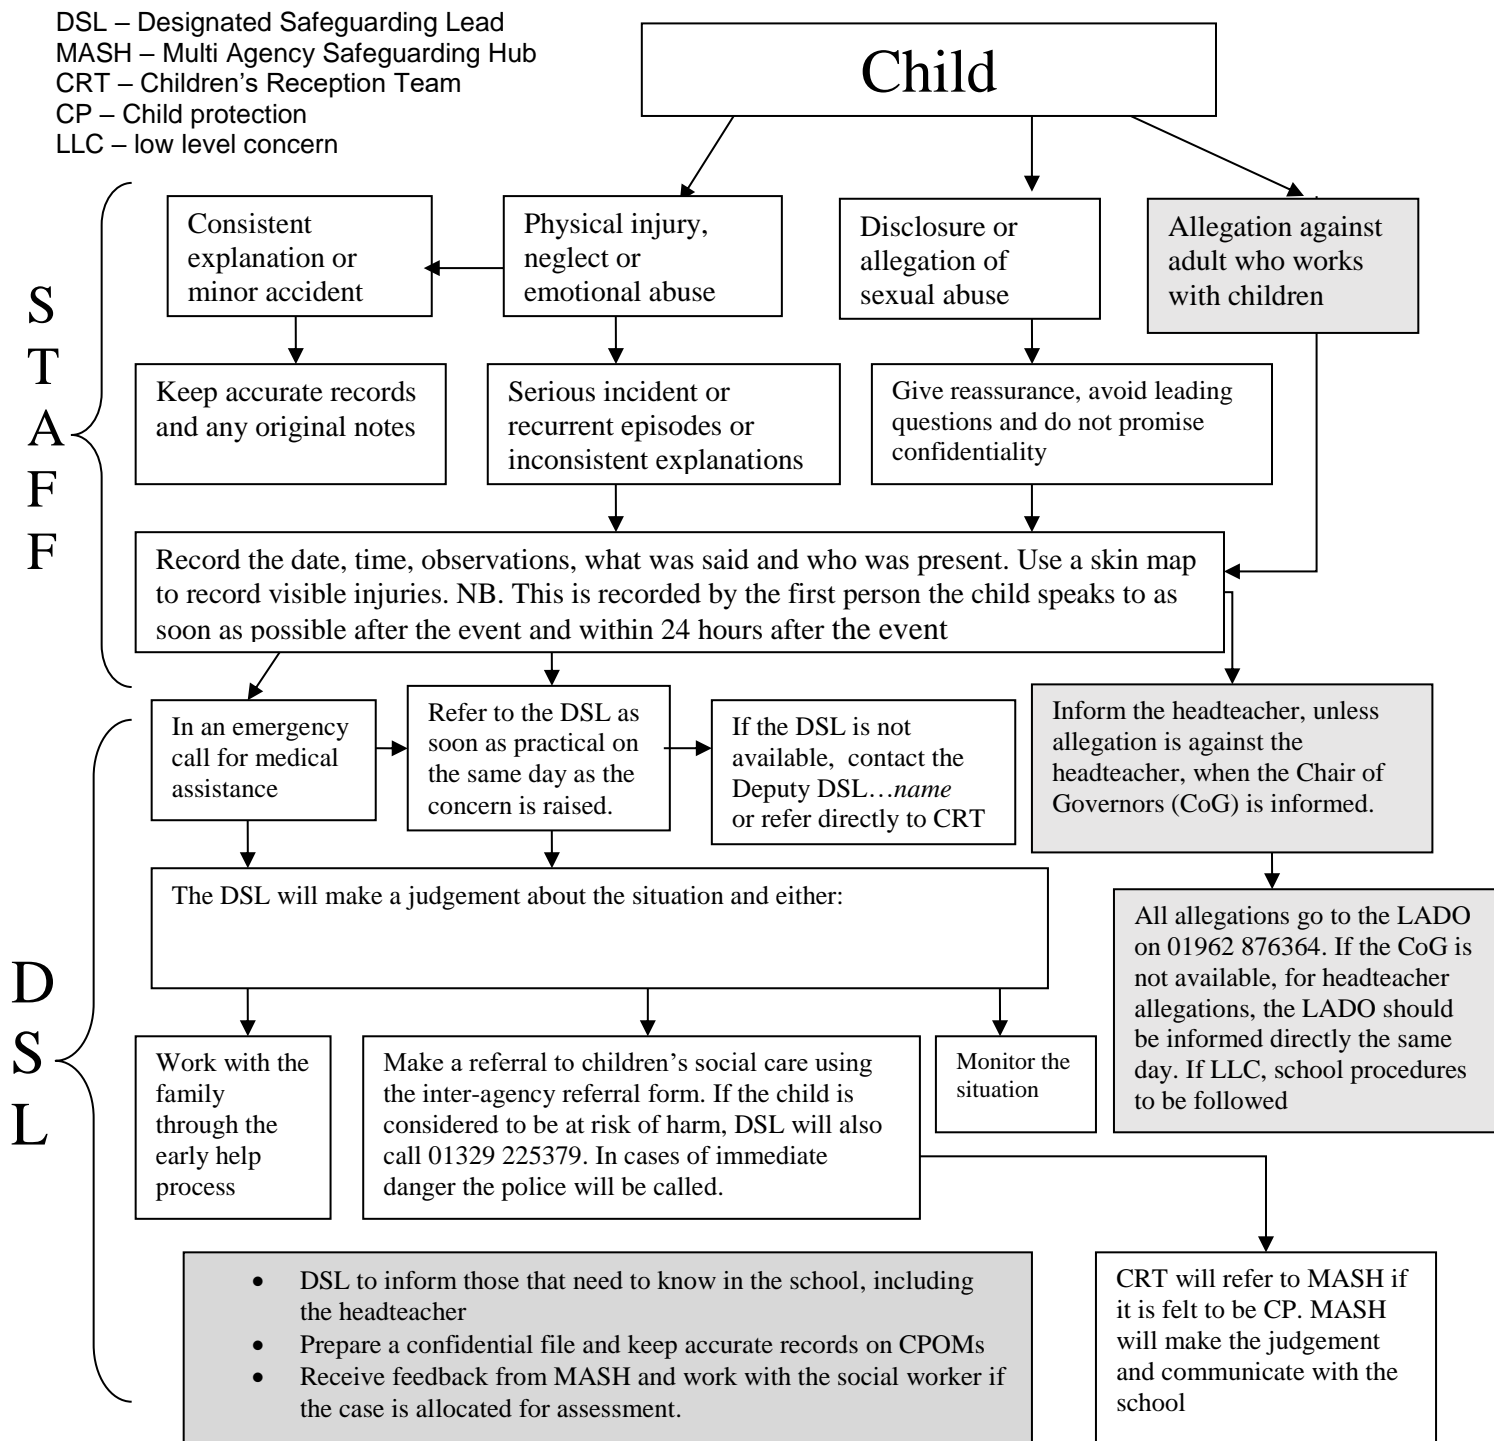 DSL – Designated Safeguarding Lead
MASH – Multi Agency Safeguarding Hub
CRT – Children's Reception Team
CP – Child protection
LLC – low level concern
Child
S
T
A
F
F
Consistent
explanation or
minor accident
Physical injury,
neglect or
emotional abuse
Disclosure or
allegation of
sexual abuse
Allegation against
adult who works
with children
Keep accurate records
and any original notes
Serious incident or
recurrent episodes or
inconsistent explanations
Give reassurance, avoid leading
questions and do not promise
confidentiality
Record the date, time, observations, what was said and who was present. Use a skin map
to record visible injuries. NB. This is recorded by the first person the child speaks to as
soon as possible after the event and within 24 hours after the event
D
S
L
In an emergency
call for medical
assistance
Refer to the DSL as
soon as practical on
the same day as the
concern is raised.
If the DSL is not
available,  contact the
Deputy DSL…name
or refer directly to CRT
Inform the headteacher, unless
allegation is against the
headteacher, when the Chair of
Governors (CoG) is informed.
The DSL will make a judgement about the situation and either:
All allegations go to the LADO
on 01962 876364. If the CoG is
not available, for headteacher
allegations, the LADO should
be informed directly the same
day. If LLC, school procedures
to be followed
Work with the
family
through the
early help
process
Make a referral to children's social care using
the inter-agency referral form. If the child is
considered to be at risk of harm, DSL will also
call 01329 225379. In cases of immediate
danger the police will be called.
Monitor the
situation
• DSL to inform those that need to know in the school, including
the headteacher
• Prepare a confidential file and keep accurate records on CPOMs
• Receive feedback from MASH and work with the social worker if
the case is allocated for assessment.
CRT will refer to MASH if
it is felt to be CP. MASH
will make the judgement
and communicate with the
school